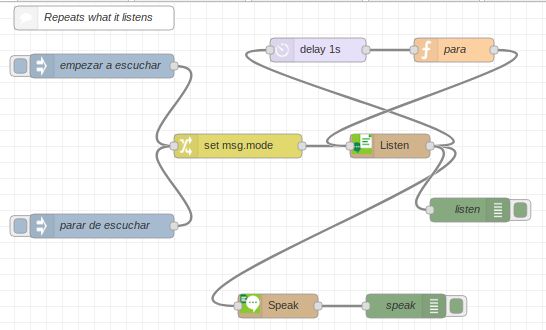 Repeats what it listens
delay 1s
para
empezar a escuchar
set msg.mode
Listen
listen
parar de escuchar
Speak
speak